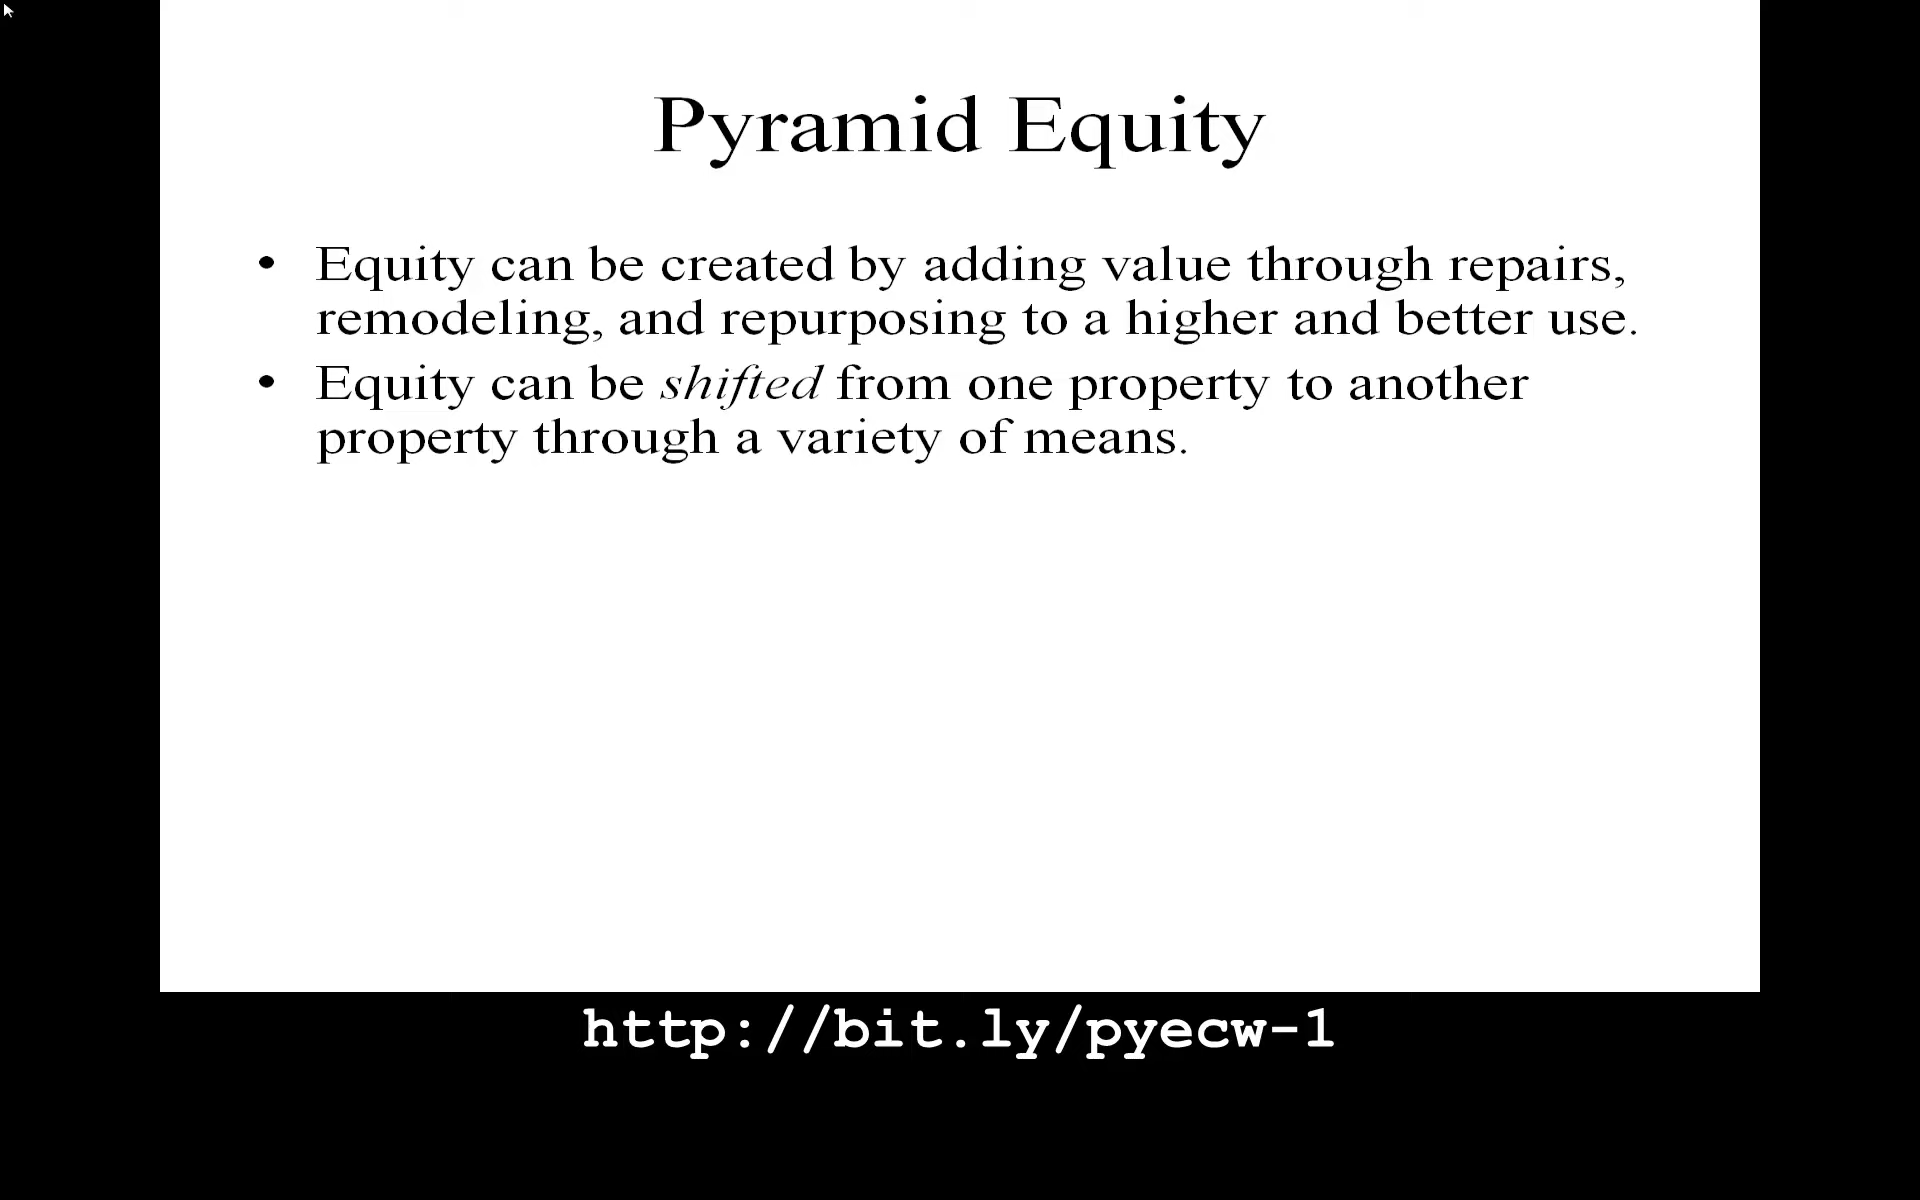 Pyramid Equity
• Equity can be created by adding value through repairs,
remodeling, and repurposing to a higher and better use.
• Equity can be shifted from one property to another
property through a variety of means.
http://bit.ly/pyecw-1